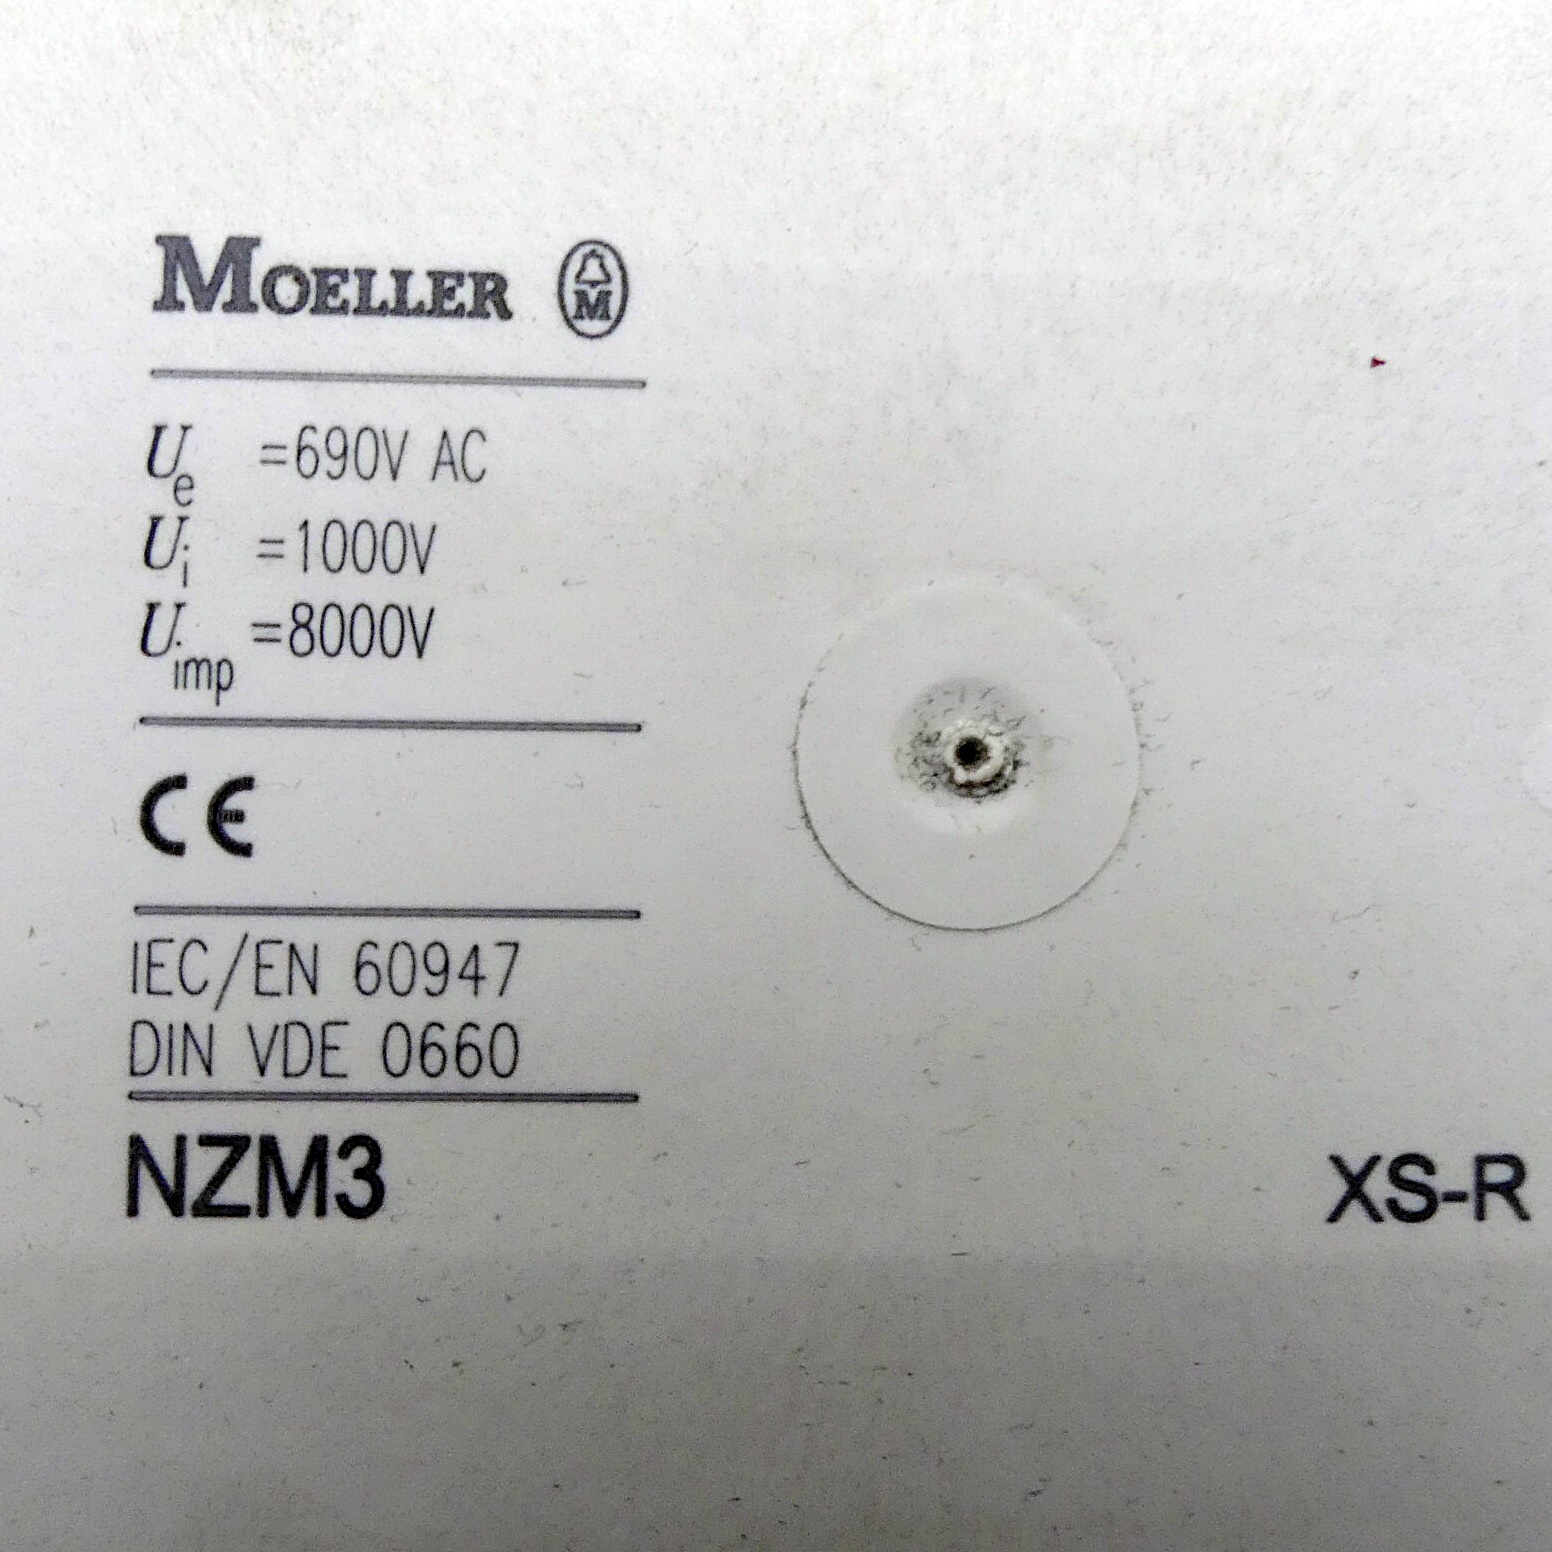 MOELLER M
Ue =690V AC
Ui =1000V
Uimp =8000V
CE
IEC/EN 60947
DIN VDE 0660
NZM3 XS-R